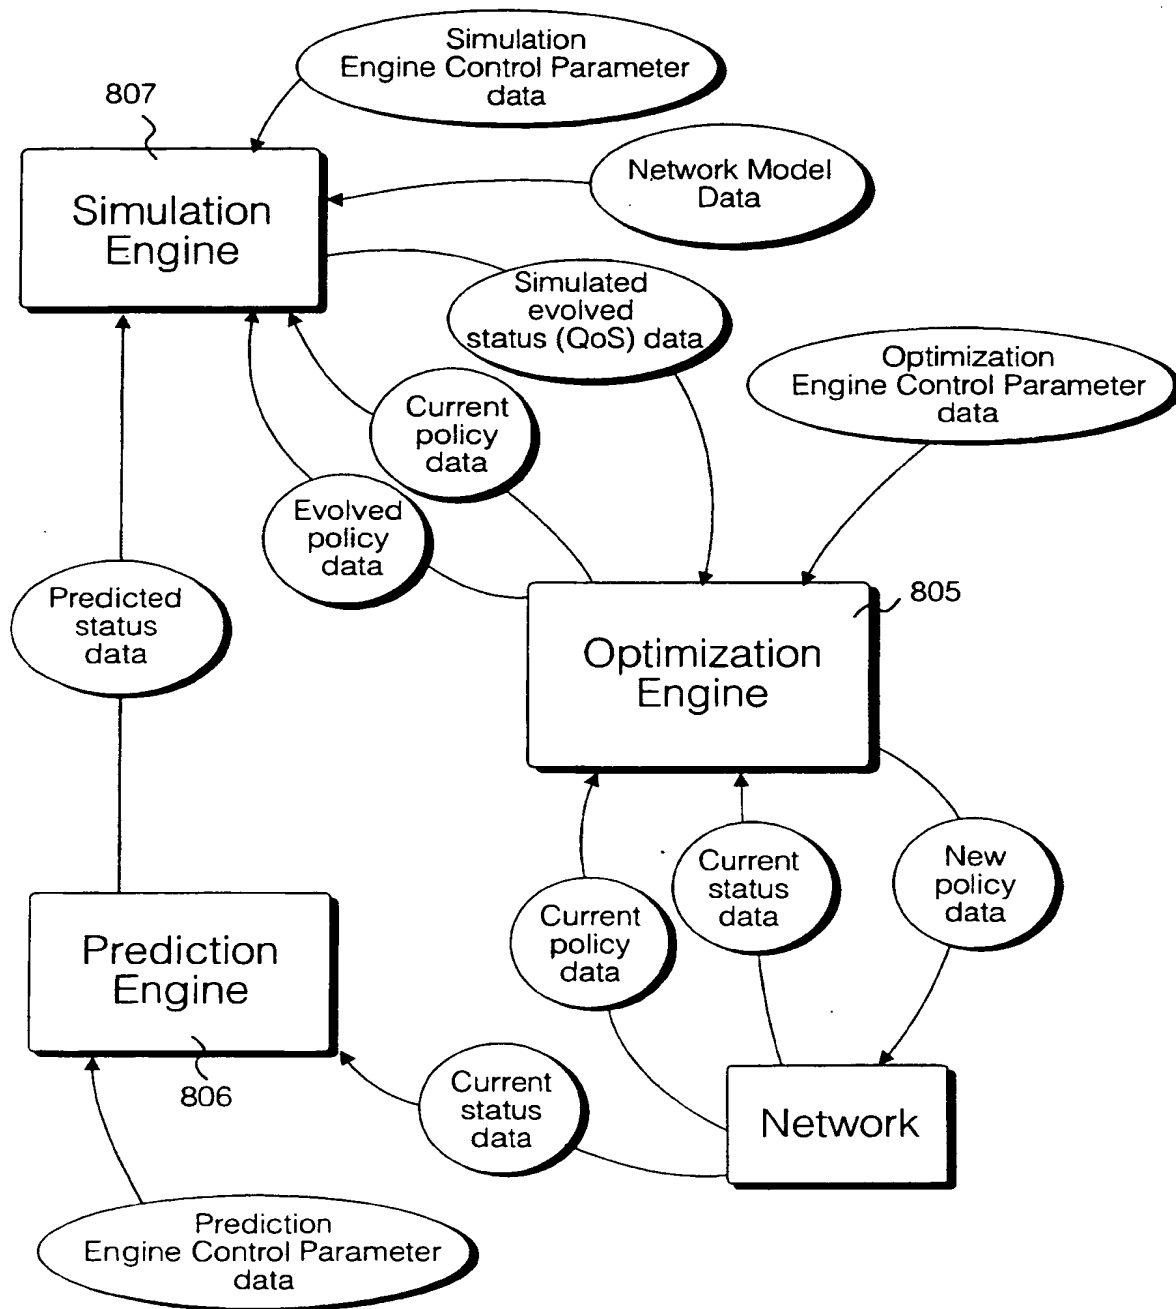 Simulation
Engine Control Parameter
data
807
Network Model
Data
Simulation
Engine
Simulated
evolved
status (QoS) data
Optimization
Engine Control Parameter
data
Current
policy
data
Evolved
policy
data
Predicted
status
data
805
Optimization
Engine
Current
status
data
New
policy
data
Current
policy
data
Prediction
Engine
806
Current
status
data
Network
Prediction
Engine Control Parameter
data